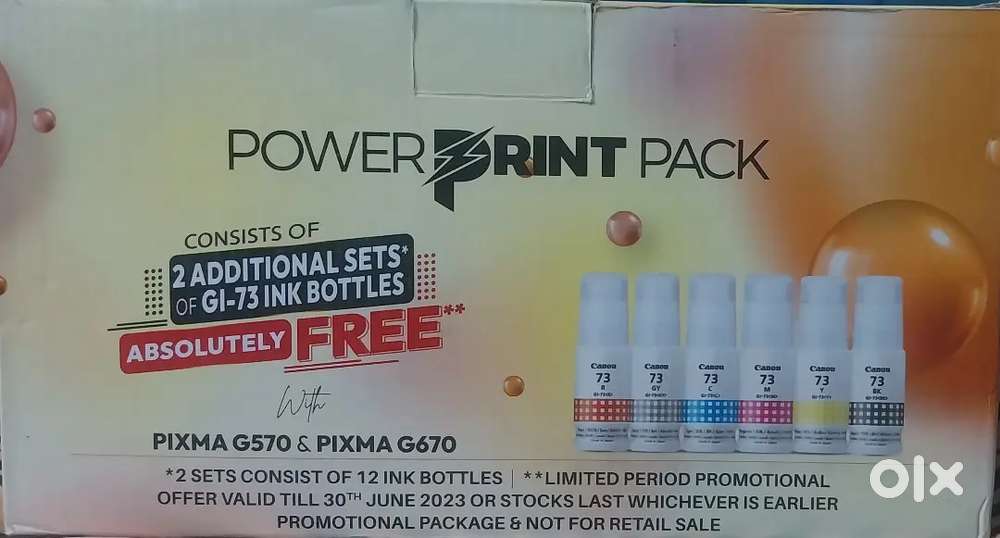 POWER PRINT PACK
CONSISTS OF
2 ADDITIONAL SETS*
OF GI-73 INK BOTTLES
ABSOLUTELY FREE**
With
PIXMA G570 & PIXMA G670
Canon Canon Canon Canon Canon Canon
73 73 73 73 73 73
R GY C M Y BK
*2 SETS CONSIST OF 12 INK BOTTLES | **LIMITED PERIOD PROMOTIONAL
OFFER VALID TILL 30TH JUNE 2023 OR STOCKS LAST WHICHEVER IS EARLIER
PROMOTIONAL PACKAGE & NOT FOR RETAIL SALE
olx